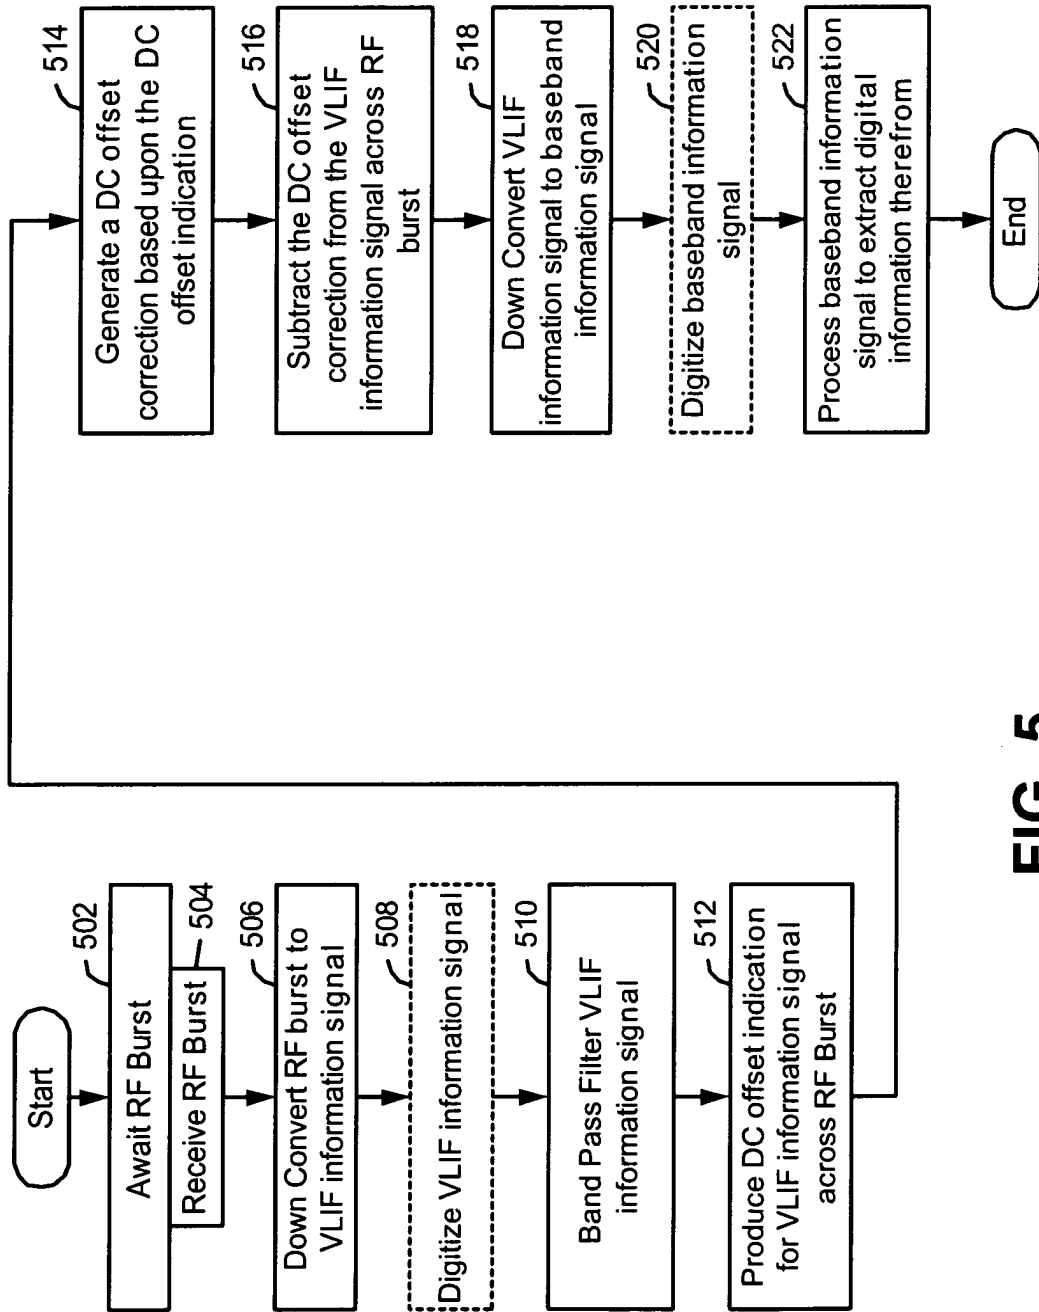 Start
502
Await RF Burst
504
Receive RF Burst
506
Down Convert RF burst to
VLIF information signal
508
Digitize VLIF information signal
510
Band Pass Filter VLIF
information signal
512
Produce DC offset indication
for VLIF information signal
across RF Burst
514
Generate a DC offset
correction based upon the DC
offset indication
516
Subtract the DC offset
correction from the VLIF
information signal across RF
burst
518
Down Convert VLIF
information signal to baseband
information signal
520
Digitize baseband information
signal
522
Process baseband information
signal to extract digital
information therefrom
End
FIG. 5